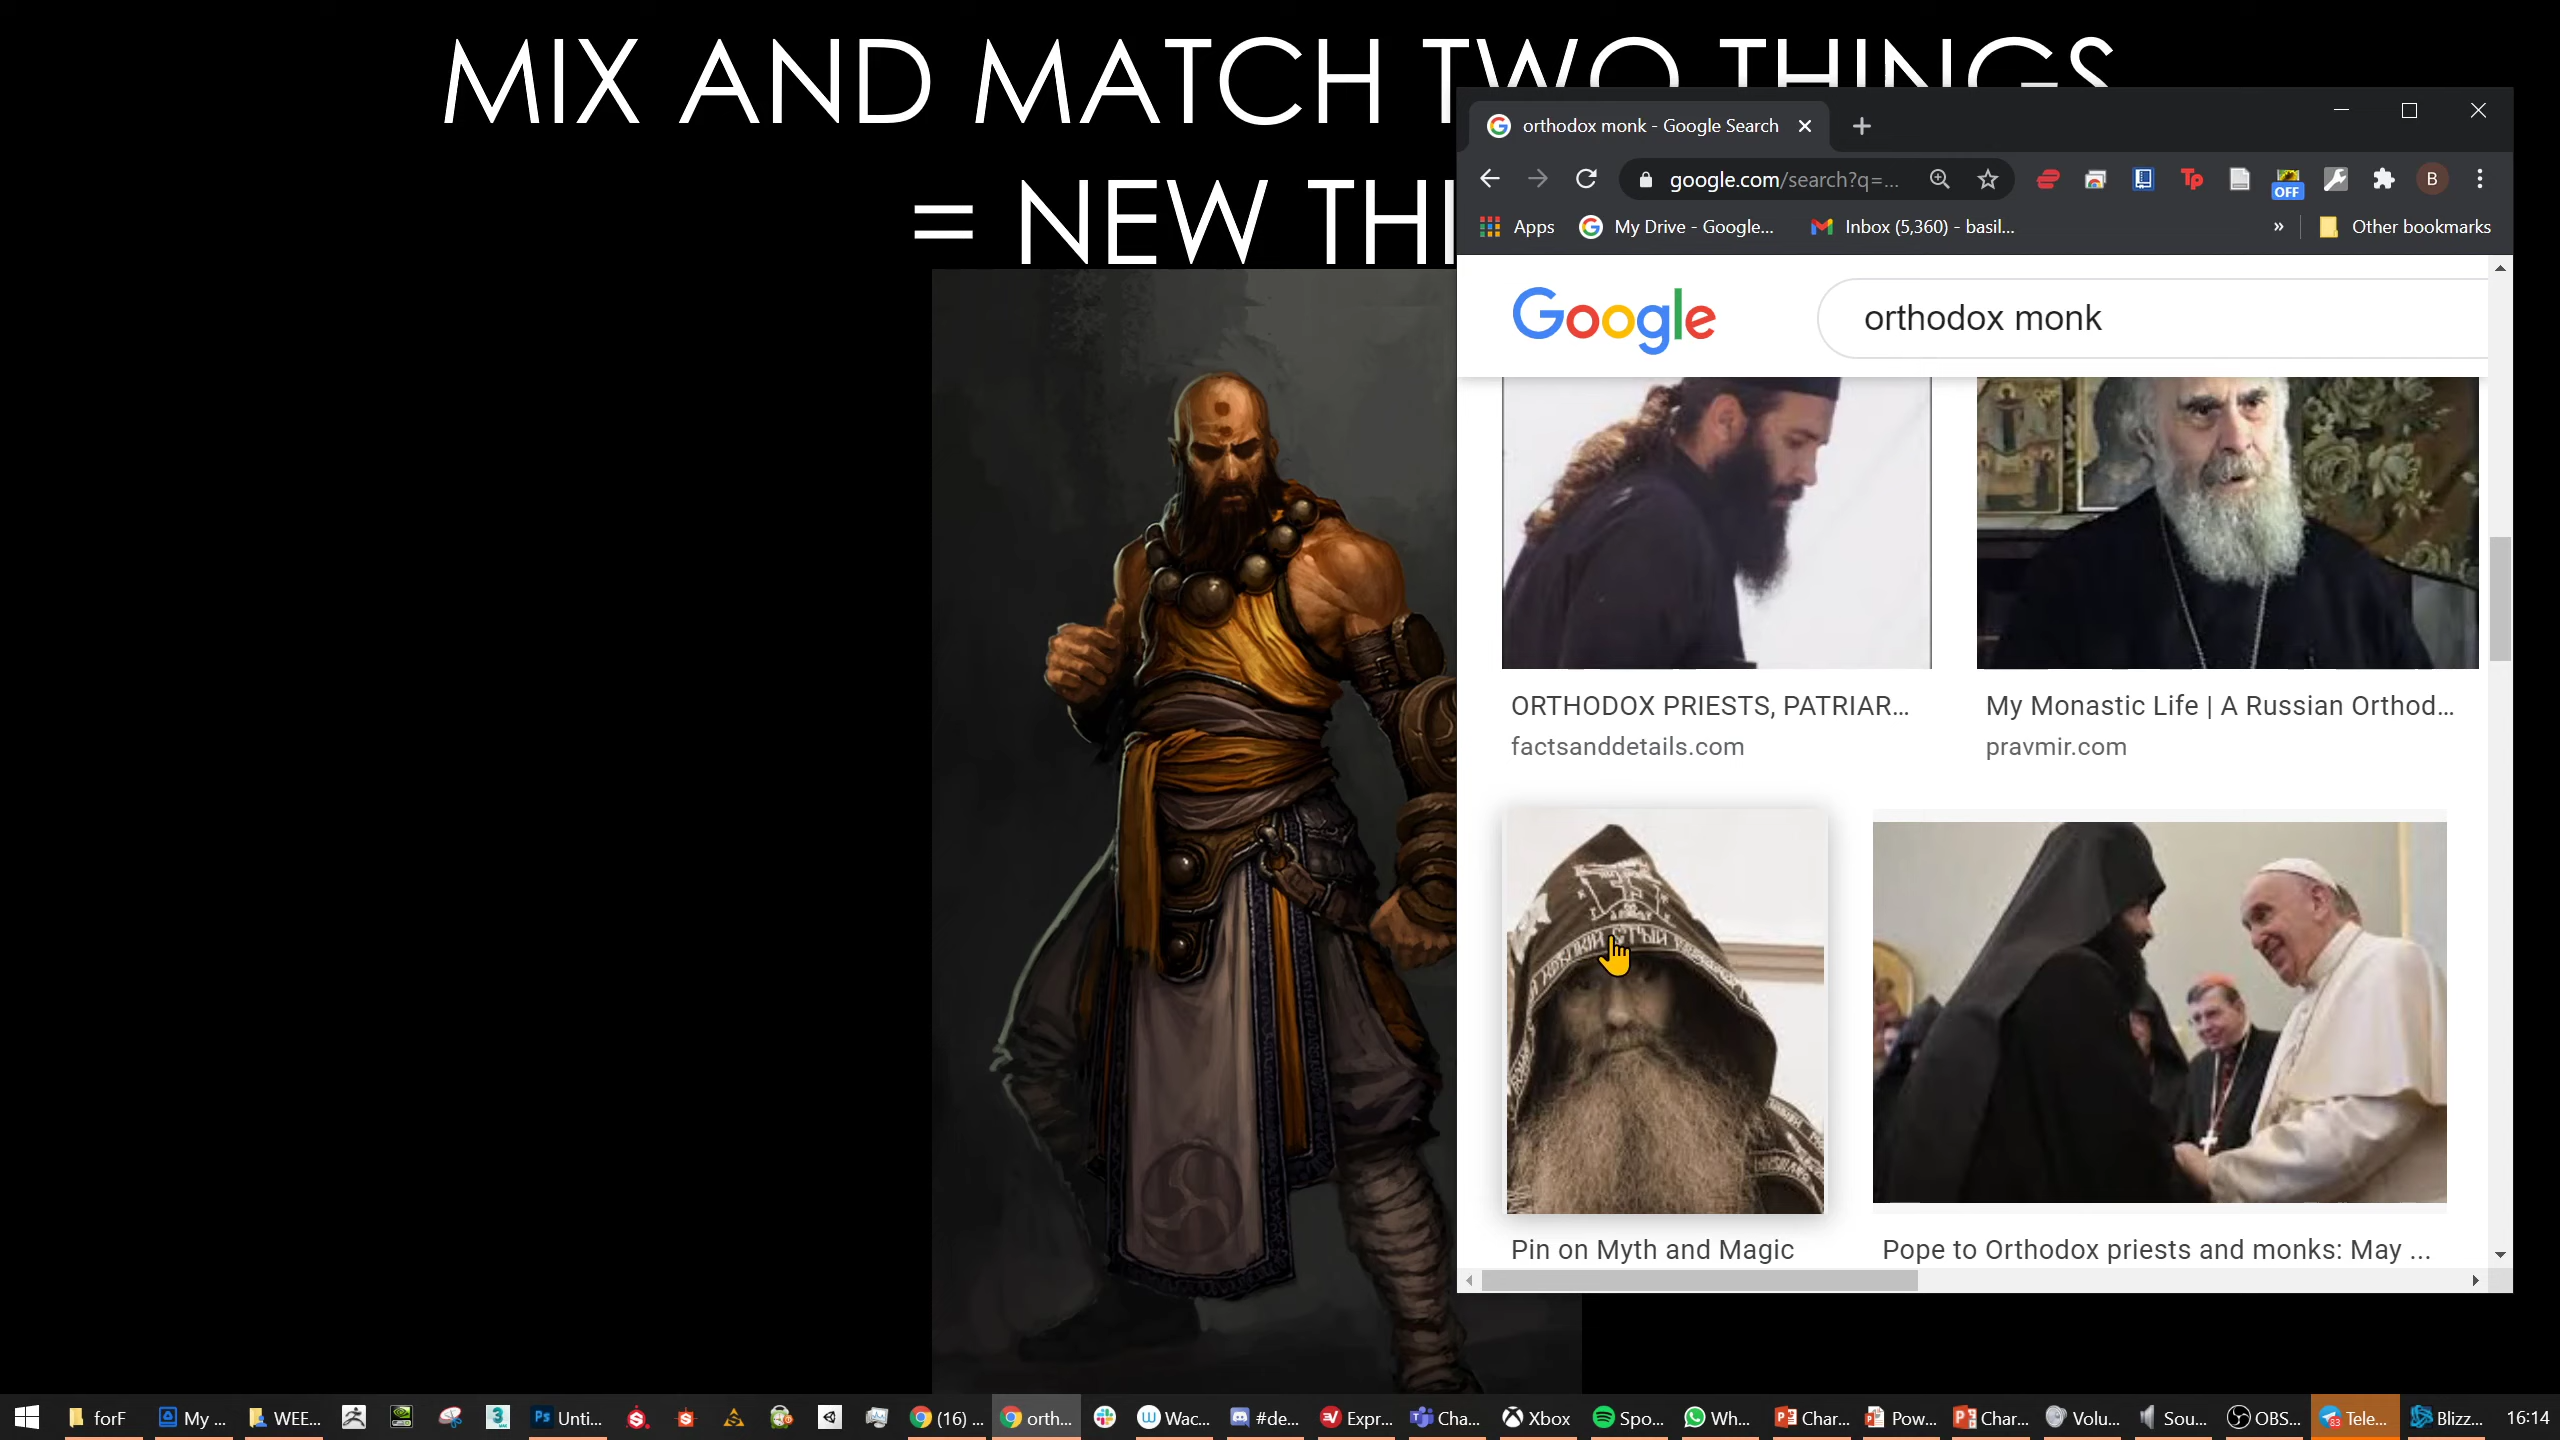 MIX AND MATCH TWO THINGS
= NEW THI
orthodox monk - Google Search
google.com/search?q=...
OFF
B
Apps
My Drive - Google...
Inbox (5,360) - basil...
»
Other bookmarks
Google
orthodox monk
ORTHODOX PRIESTS, PATRIAR...
factsanddetails.com
My Monastic Life | A Russian Orthod...
pravmir.com
Pin on Myth and Magic
Pope to Orthodox priests and monks: May ...
forF
My ...
WEE...
Unti...
(16) ...
orth...
Wac...
#de...
Expr...
Cha...
Xbox
Spo...
Wh...
Char...
Pow...
Char...
Volu...
Sou...
OBS...
Tele...
Blizz...
16:14